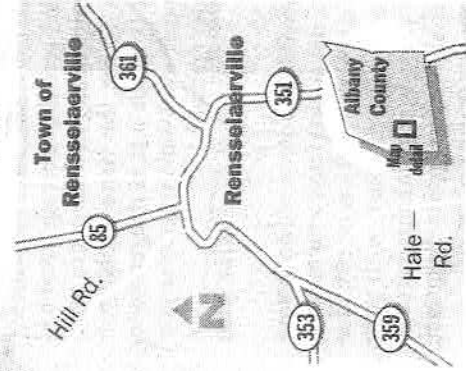 Town of
Rensselaerville
361
85
Hill Rd.
Rensselaerville
351
N
353
359
Albany
County
Map
detail
Hale —
Rd.